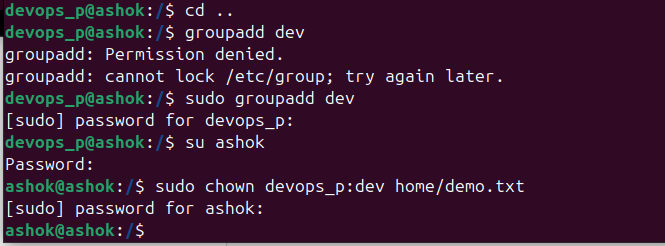 devops_p@ashok:/$ cd ..
devops_p@ashok:/$ groupadd dev
groupadd: Permission denied.
groupadd: cannot lock /etc/group; try again later.
devops_p@ashok:/$ sudo groupadd dev
[sudo] password for devops_p:
devops_p@ashok:/$ su ashok
Password:
ashok@ashok:/$ sudo chown devops_p:dev home/demo.txt
[sudo] password for ashok:
ashok@ashok:/$